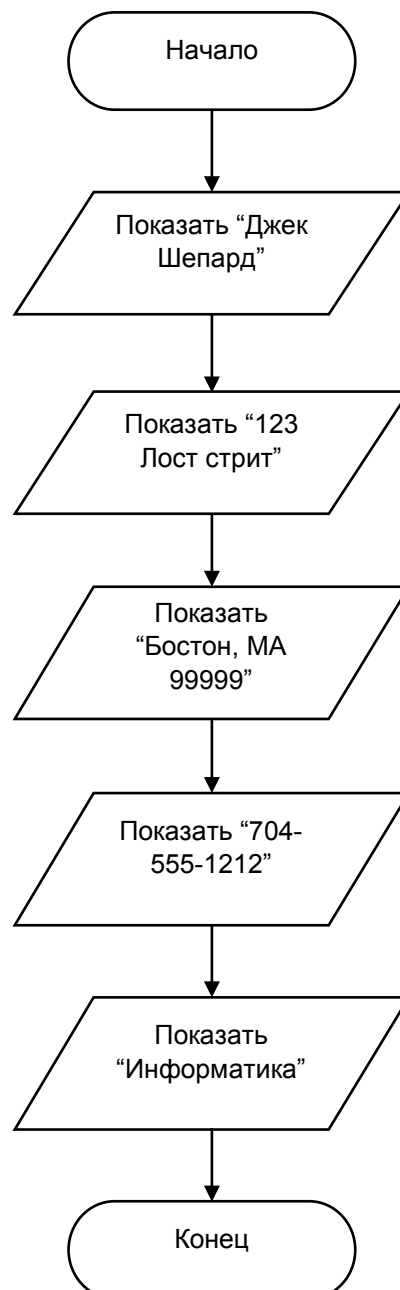 Начало
Показать “Джек
Шепард”
Показать “123
Лост стрит”
Показать
“Бостон, МА
99999”
Показать “704-
555-1212”
Показать
“Информатика”
Конец